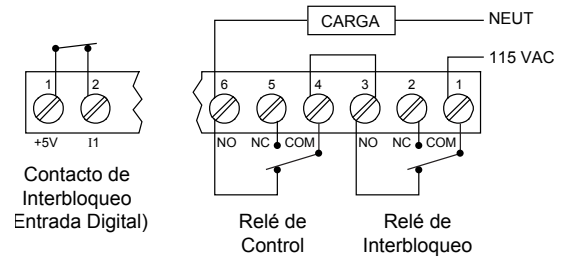 CARGA
NEUT
115 VAC
1 2
6 5 4 3 2 1
+5V I1
NO NC COM NO NC COM
Contacto de
Interbloqueo
Entrada Digital)
Relé de
Control
Relé de
Interbloqueo